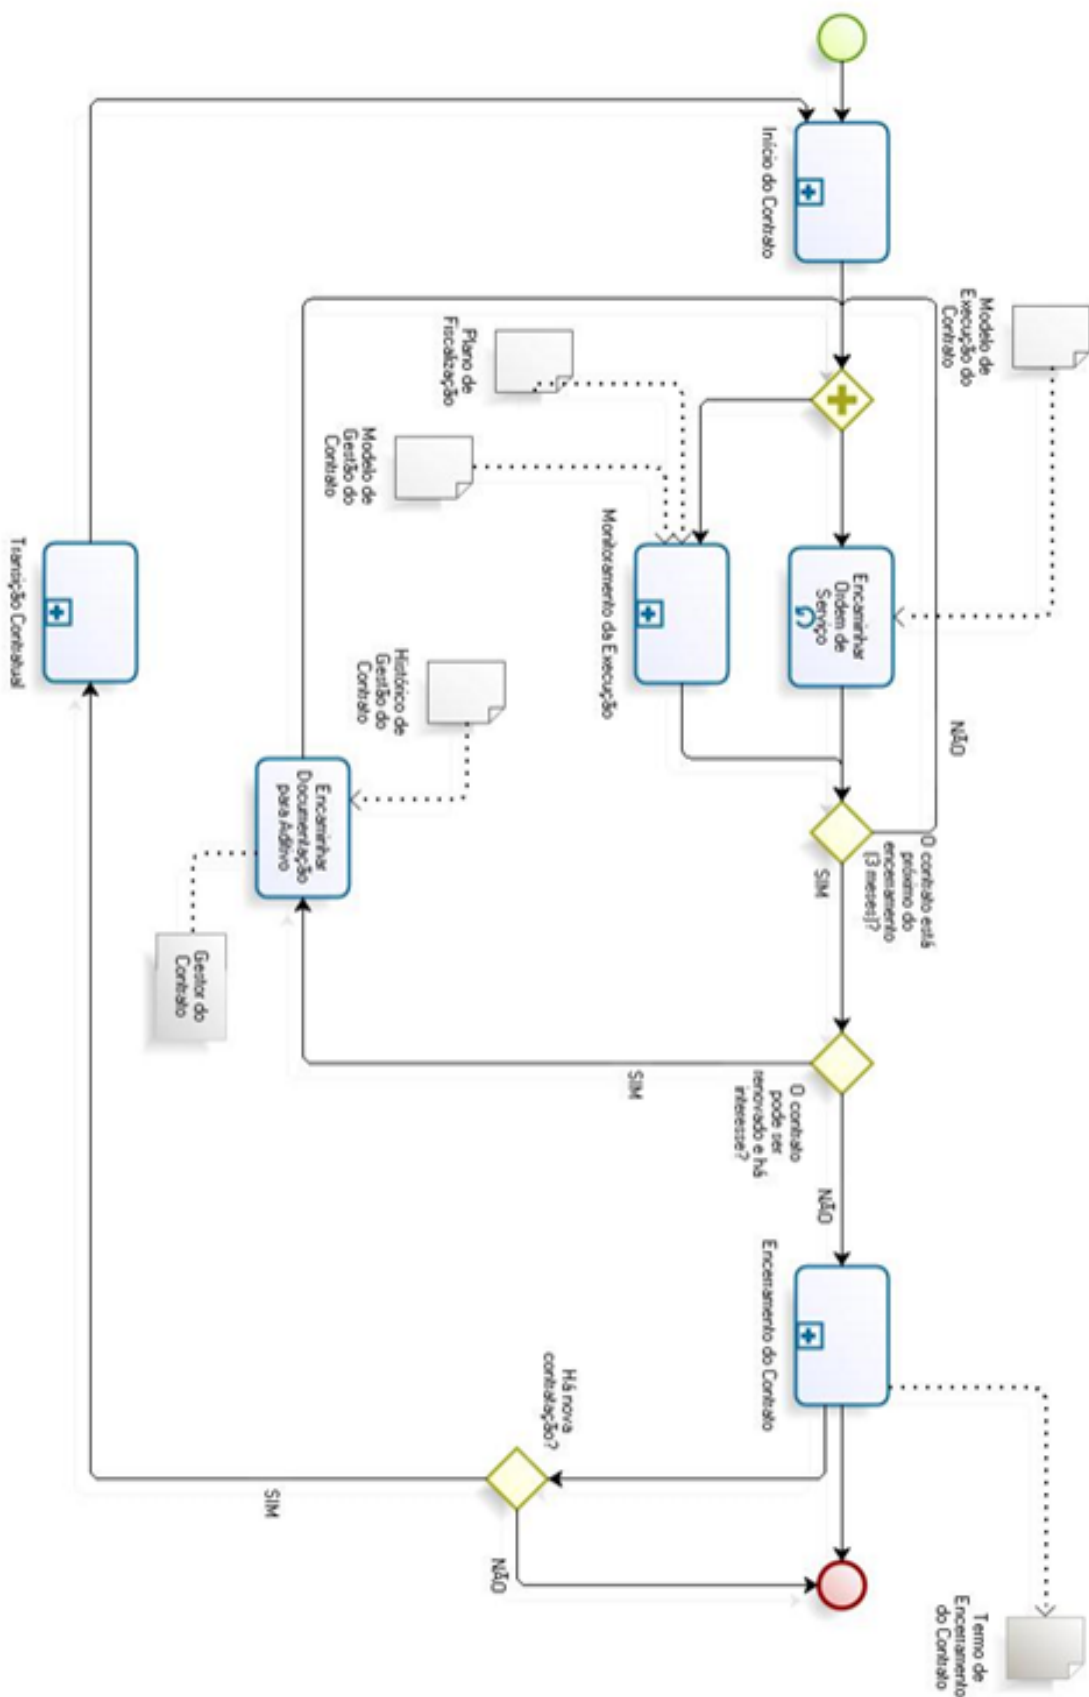 Início do Contrato
Modelo de
Execução do
Contrato
Plano de
Fiscalização
Modelo de
Gestão do
Contrato
Encaminhar
Ordem de
Serviço
Monitoramento da Execução
NÃO
Histórico de
Gestão do
Contrato
Transição Contratual
Encaminhar
Documentação
para Aditivo
Gestor do
Contrato
O contrato está
próximo do
encerramento
(3 meses)?
SIM
O contrato
pode ser
renovado e há
interesse?
SIM
NÃO
Encerramento do Contrato
Há nova
contratação?
SIM
NÃO
Termo de
Encerramento
do Contrato